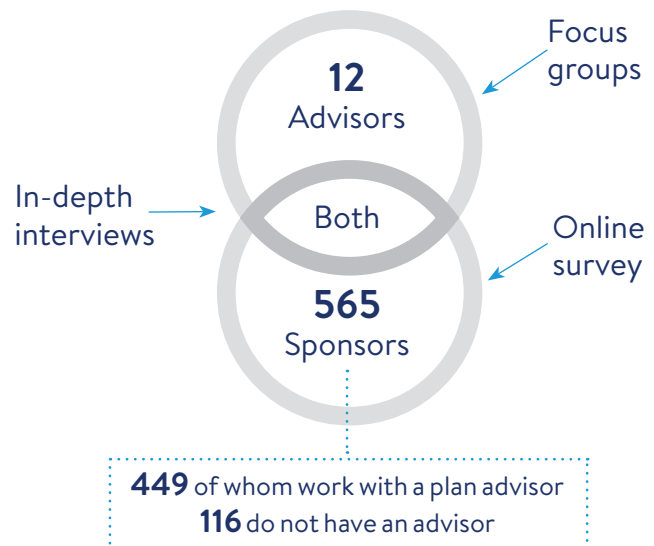 Focus
groups
12
Advisors
In-depth
interviews
Both
Online
survey
565
Sponsors
449 of whom work with a plan advisor
116 do not have an advisor